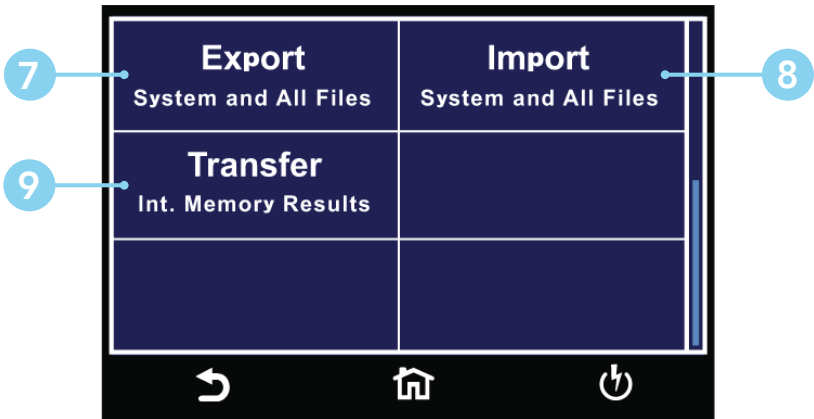 7
Export
System and All Files
Import
System and All Files
8
9
Transfer
Int. Memory Results